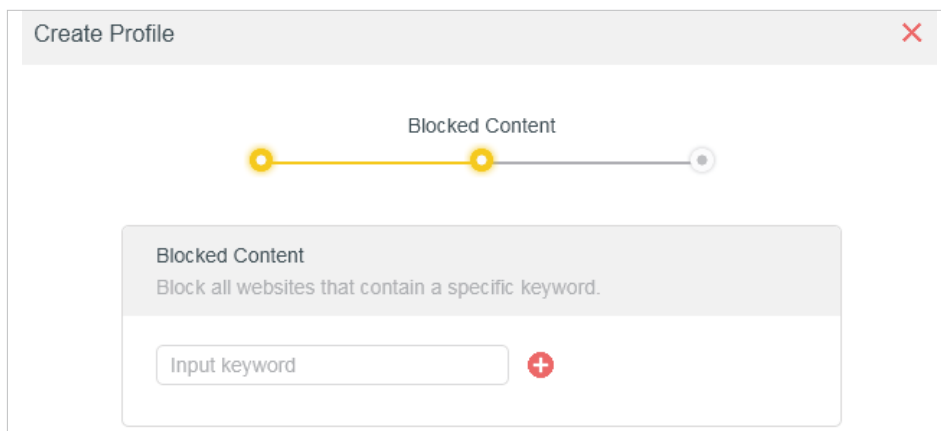 Create Profile
Blocked Content
Blocked Content
Block all websites that contain a specific keyword.
Input keyword